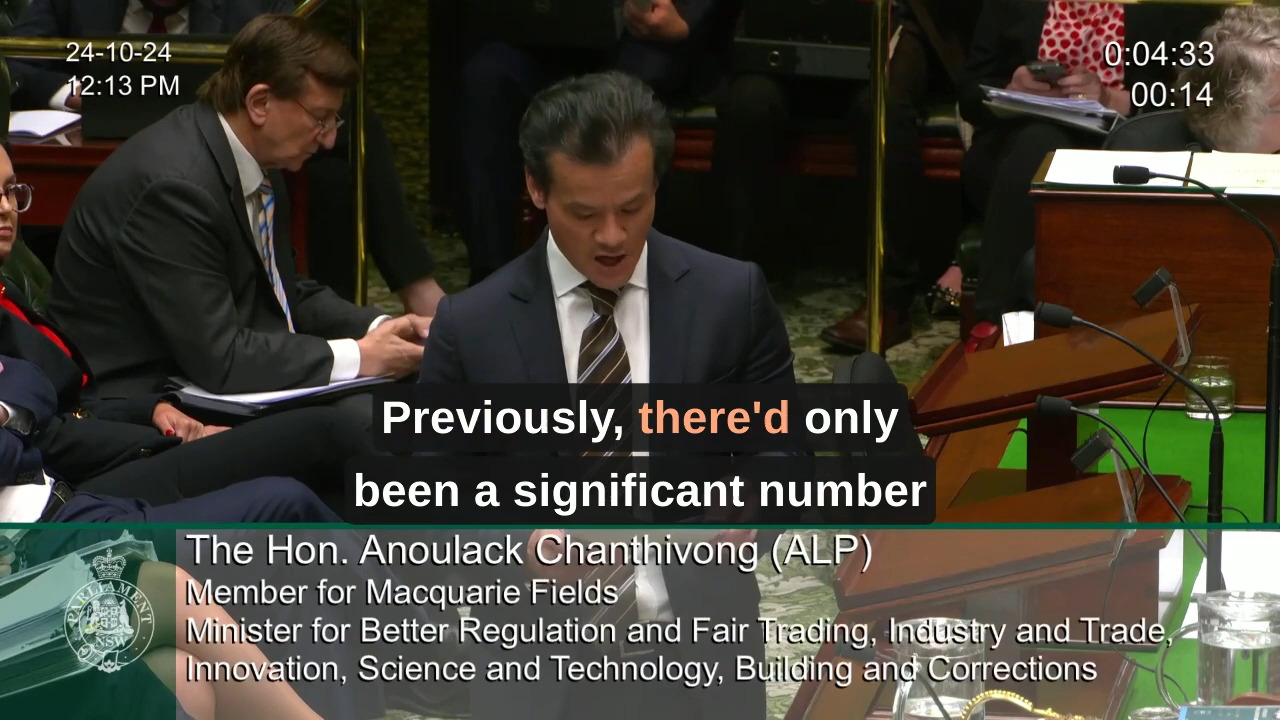 24-10-24
12:13 PM
0:04:33
00:14
Previously, there'd only
been a significant number
The Hon. Anoulack Chanthivong (ALP)
Member for Macquarie Fields
Minister for Better Regulation and Fair Trading, Industry and Trade,
Innovation, Science and Technology, Building and Corrections
PARLIAMENT
NSW